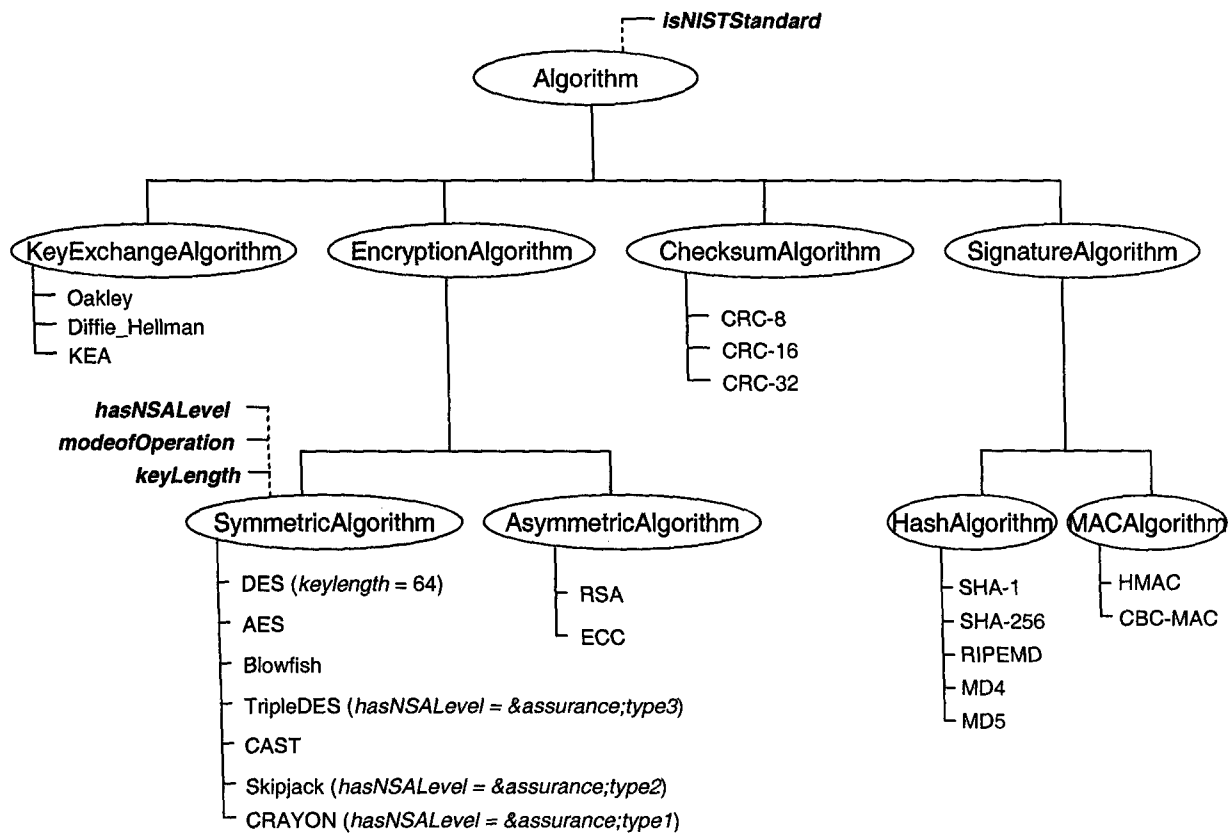 isNISTStandard
Algorithm
KeyExchangeAlgorithm
EncryptionAlgorithm
ChecksumAlgorithm
SignatureAlgorithm
Oakley
Diffie_Hellman
KEA
CRC-8
CRC-16
CRC-32
hasNSALevel
modeofOperation
keyLength
SymmetricAlgorithm
AsymmetricAlgorithm
HashAlgorithm
MACAlgorithm
DES (keylength = 64)
AES
Blowfish
TripleDES (hasNSALevel = &assurance;type3)
CAST
Skipjack (hasNSALevel = &assurance;type2)
CRAYON (hasNSALevel = &assurance;type1)
RSA
ECC
SHA-1
SHA-256
RIPEMD
MD4
MD5
HMAC
CBC-MAC